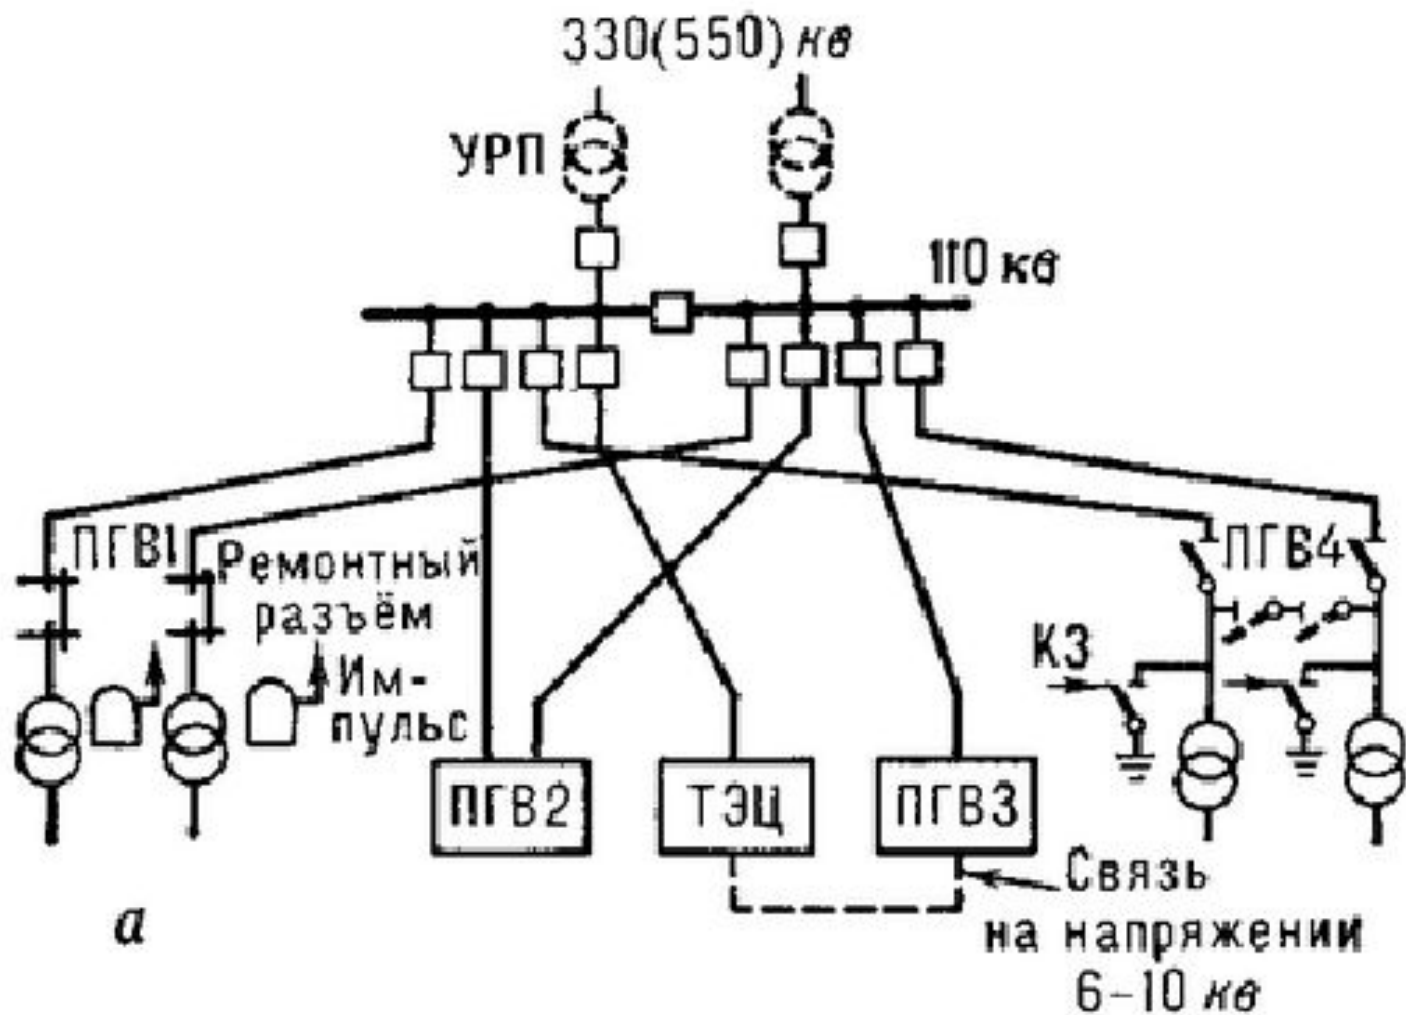 330(550) кв
УРП
110 кв
ПГВ1
Ремонтный
разъём
Им-
пульс
ПГВ4
КЗ
ПГВ2
ТЭЦ
ПГВ3
Связь
на напряжении
6-10 кв
а